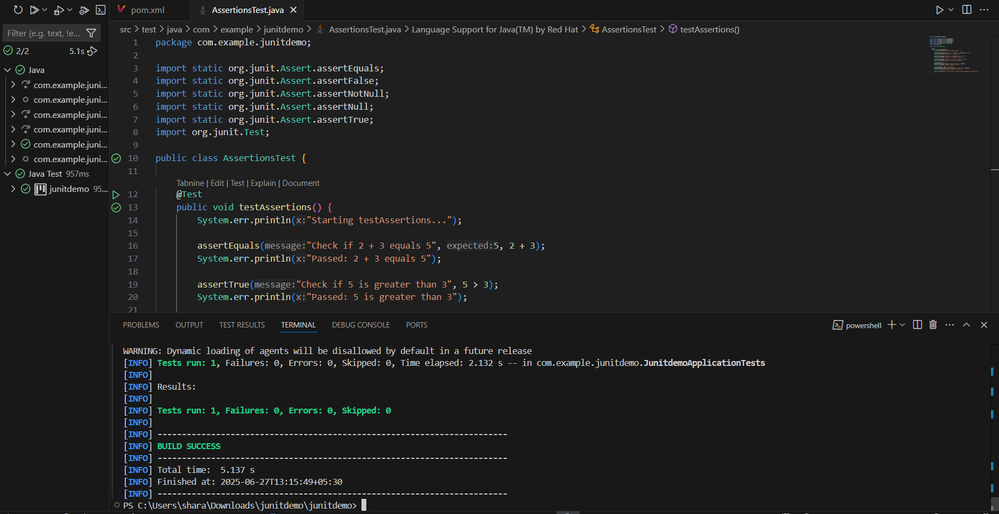 pom.xml
AssertionsTest.java
Filter (e.g. text, !e...
2/2 5.1s
Java
com.example.juni...
com.example.juni...
com.example.juni...
com.example.juni...
com.example.juni...
com.example.juni...
Java Test 957ms
junitdemo 95...
src > test > java > com > example > junitdemo > AssertionsTest.java > Language Support for Java(TM) by Red Hat > AssertionsTest > testAssertions()
1 package com.example.junitdemo;
2
3 import static org.junit.Assert.assertEquals;
4 import static org.junit.Assert.assertFalse;
5 import static org.junit.Assert.assertNotNull;
6 import static org.junit.Assert.assertNull;
7 import static org.junit.Assert.assertTrue;
8 import org.junit.Test;
9
10 public class AssertionsTest {
11
Tabnine | Edit | Test | Explain | Document
12 @Test
13 public void testAssertions() {
14 System.err.println(x:"Starting testAssertions...");
15
16 assertEquals(message:"Check if 2 + 3 equals 5", expected:5, 2 + 3);
17 System.err.println(x:"Passed: 2 + 3 equals 5");
18
19 assertTrue(message:"Check if 5 is greater than 3", 5 > 3);
20 System.err.println(x:"Passed: 5 is greater than 3");
21
PROBLEMS OUTPUT TEST RESULTS TERMINAL DEBUG CONSOLE PORTS
powershell
WARNING: Dynamic loading of agents will be disallowed by default in a future release
[INFO] Tests run: 1, Failures: 0, Errors: 0, Skipped: 0, Time elapsed: 2.132 s -- in com.example.junitdemo.JunitdemoApplicationTests
[INFO]
[INFO] Results:
[INFO]
[INFO] Tests run: 1, Failures: 0, Errors: 0, Skipped: 0
[INFO]
[INFO] ------------------------------------------------------------------------
[INFO] BUILD SUCCESS
[INFO] ------------------------------------------------------------------------
[INFO] Total time:  5.137 s
[INFO] Finished at: 2025-06-27T13:15:49+05:30
[INFO] ------------------------------------------------------------------------
PS C:\Users\shara\Downloads\junitdemo\junitdemo>